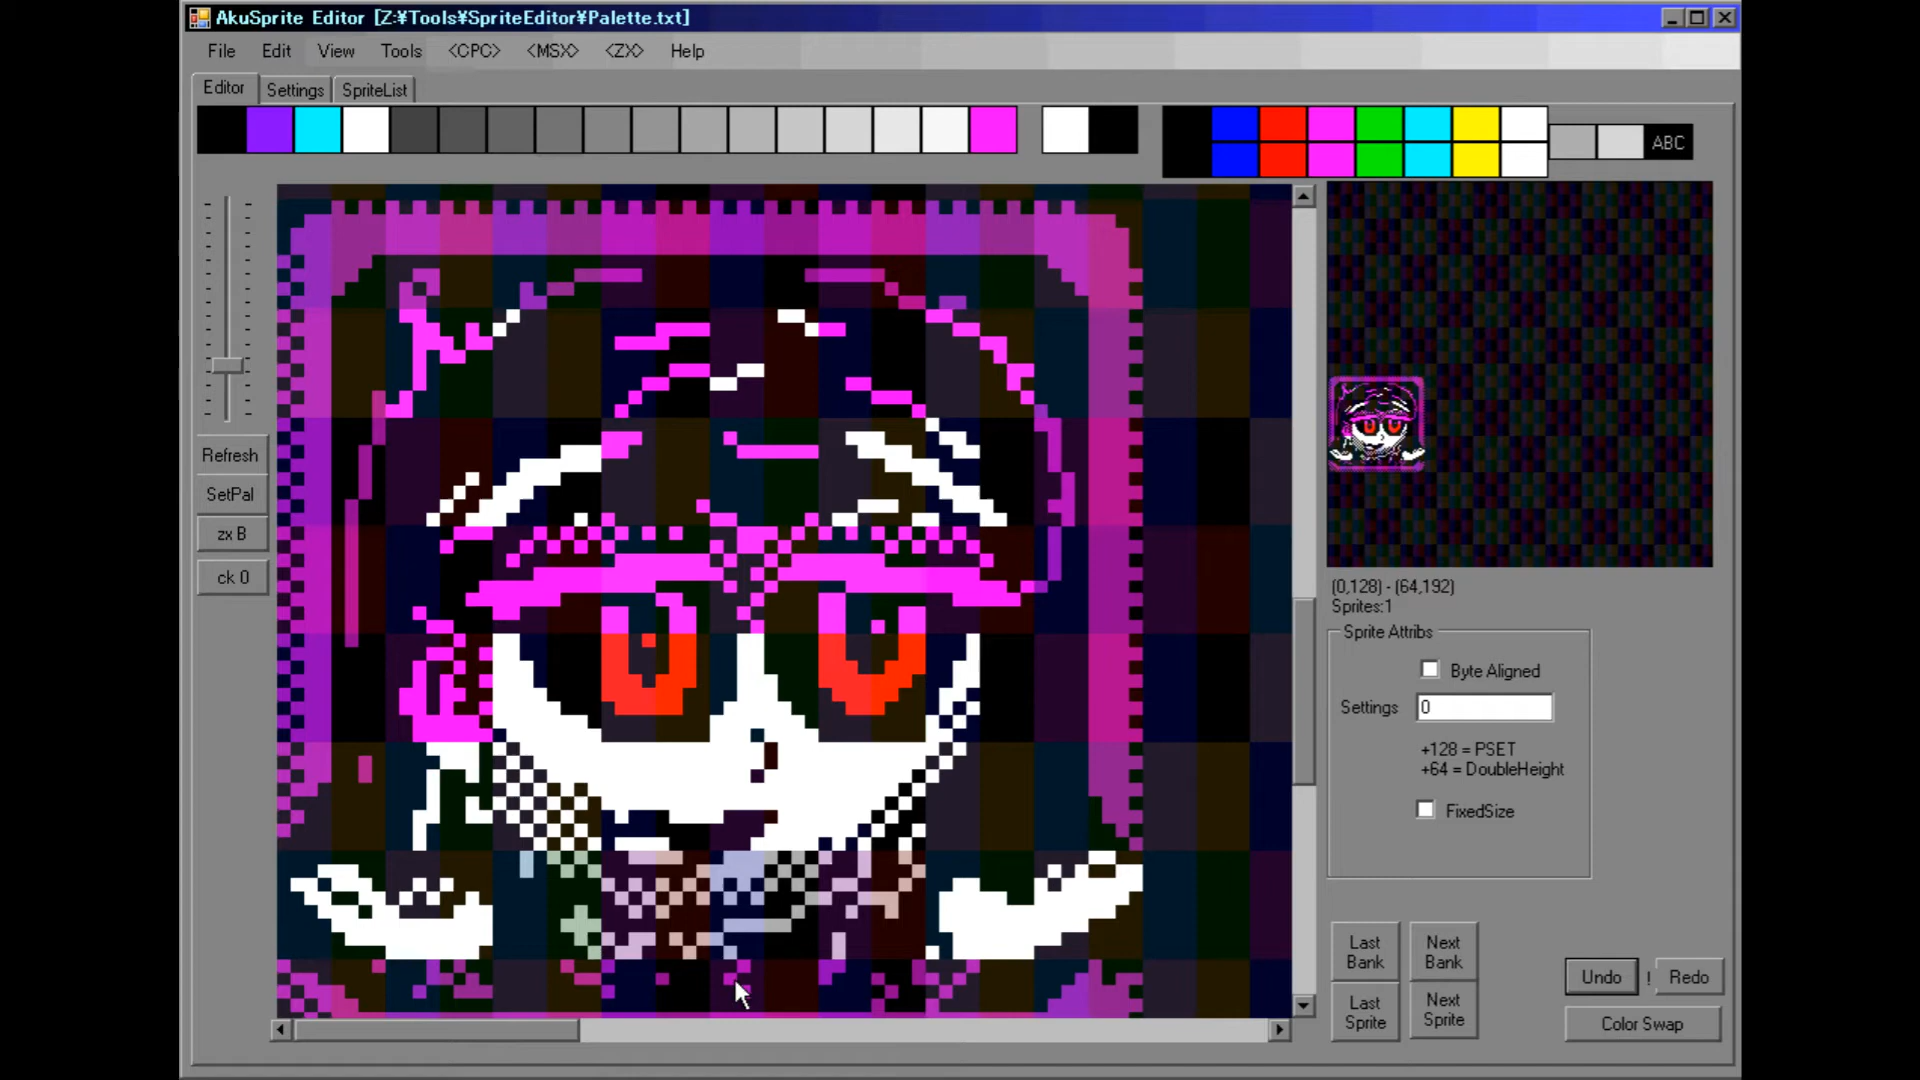 AkuSprite Editor [Z:¥Tools¥SpriteEditor¥Palette.txt]
File Edit View Tools <CPC> <MSX> <ZX> Help
Editor Settings SpriteList
ABC
Refresh
SetPal
zx B
ck 0
(0,128) - (64,192)
Sprites:1
Sprite Attribs
Byte Aligned
Settings 0
+128 = PSET
+64 = DoubleHeight
FixedSize
Last Bank
Next Bank
Undo ! Redo
Last Sprite
Next Sprite
Color Swap